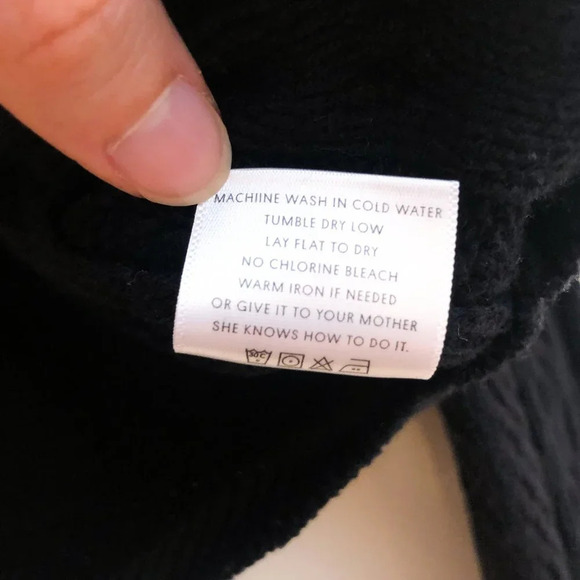 MACHIINE WASH IN COLD WATER
TUMBLE DRY LOW
LAY FLAT TO DRY
NO CHLORINE BLEACH
WARM IRON IF NEEDED
OR GIVE IT TO YOUR MOTHER
SHE KNOWS HOW TO DO IT.